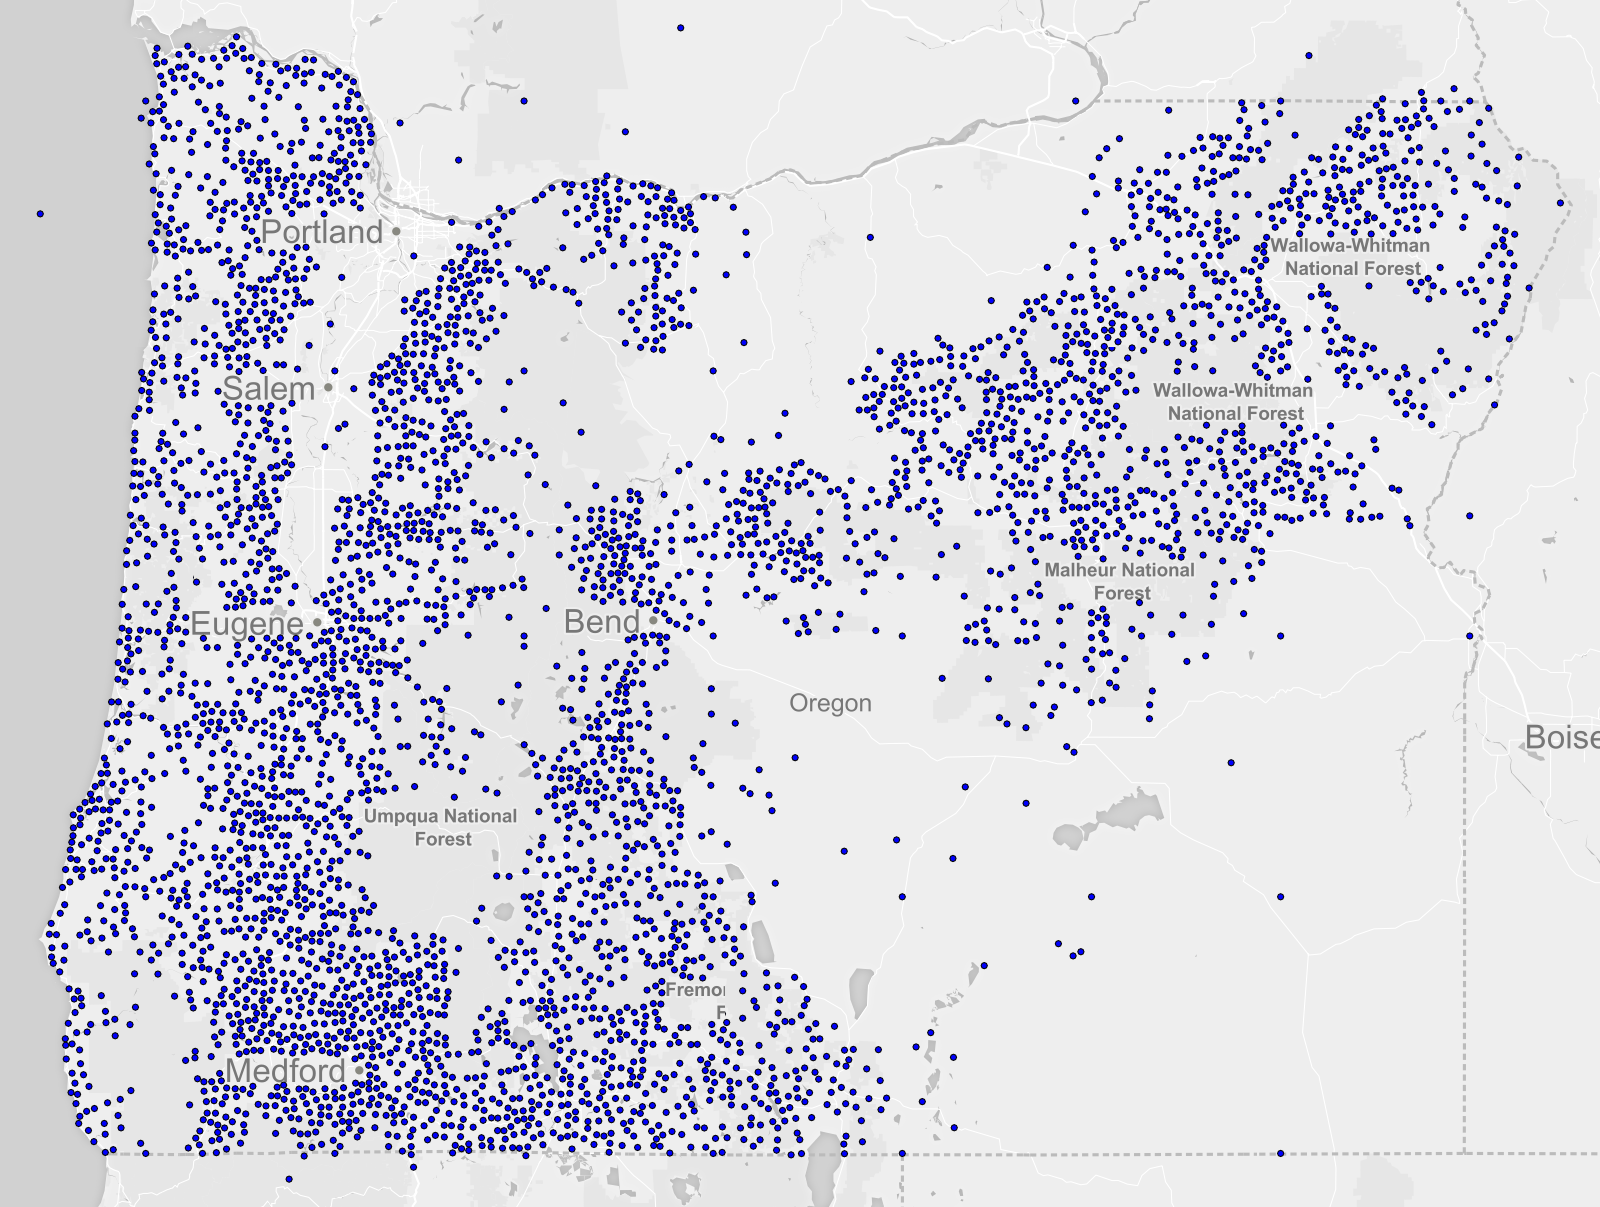 Portland
Wallowa-Whitman
National Forest
Salem
Wallowa-Whitman
National Forest
Malheur National
Forest
Eugene
Bend
Oregon
Boise
Umpqua National
Forest
Fremo
F
Medford